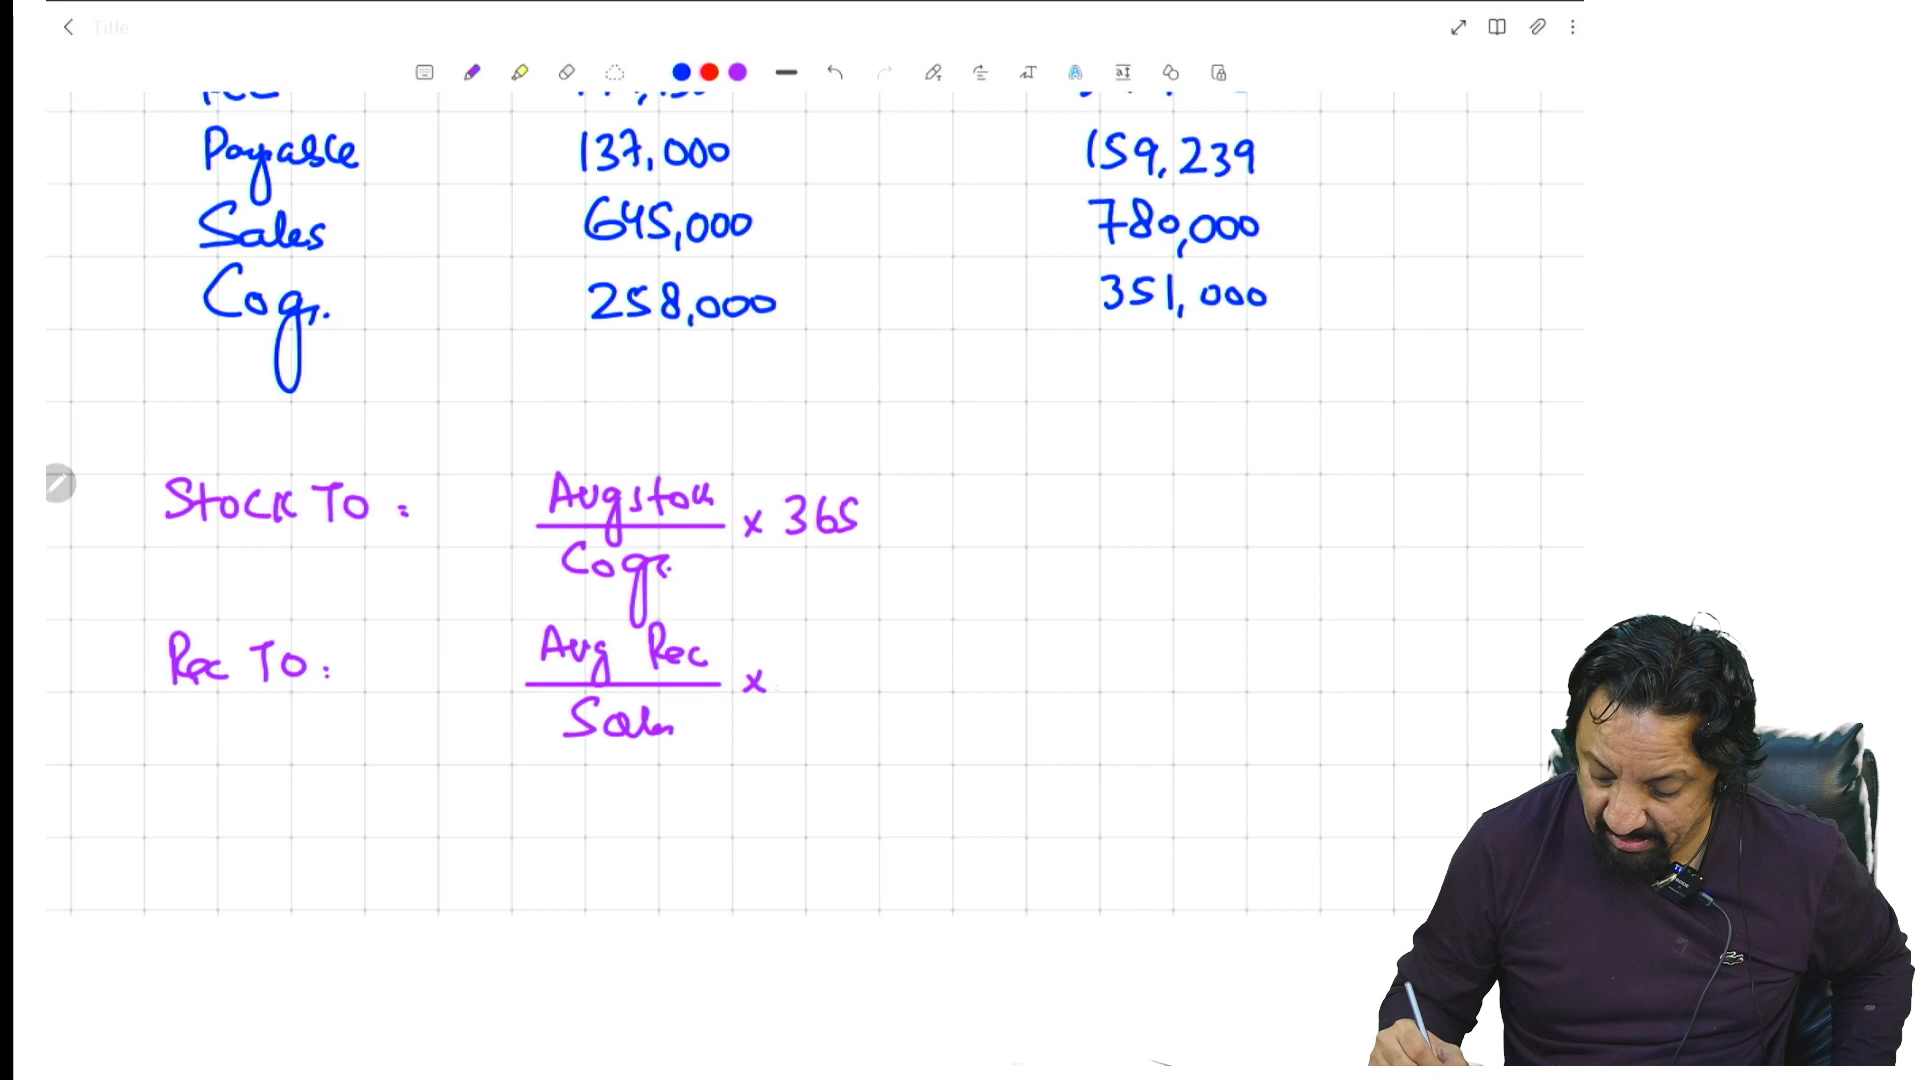 Title
Payable 137,000 159,239
Sales 645,000 780,000
Cogs. 258,000 351,000
Stock To = Avg stock × 365
Cogs.
Rec To : Avg Rec ×
Sales